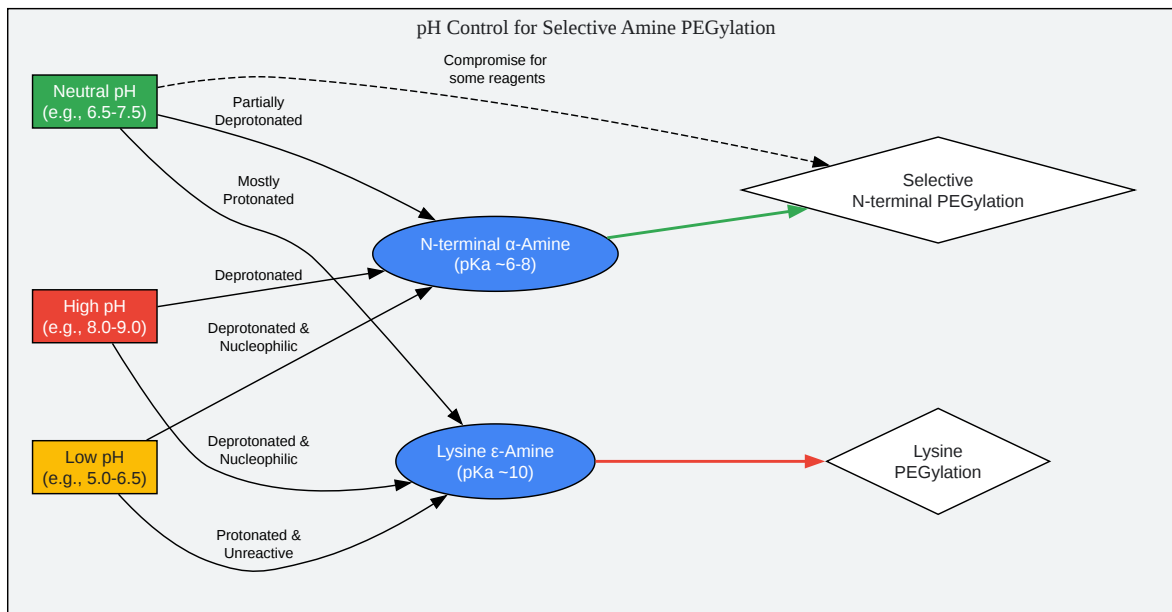 pH Control for Selective Amine PEGylation
Compromise for
some reagents
Neutral pH
(e.g., 6.5-7.5)
Partially
Deprotonated
Mostly
Protonated
Selective
N-terminal PEGylation
N-terminal α-Amine
(pKa ~6-8)
Deprotonated
High pH
(e.g., 8.0-9.0)
Deprotonated &
Nucleophilic
Deprotonated &
Nucleophilic
Low pH
(e.g., 5.0-6.5)
Lysine ε-Amine
(pKa ~10)
Lysine
PEGylation
Protonated &
Unreactive